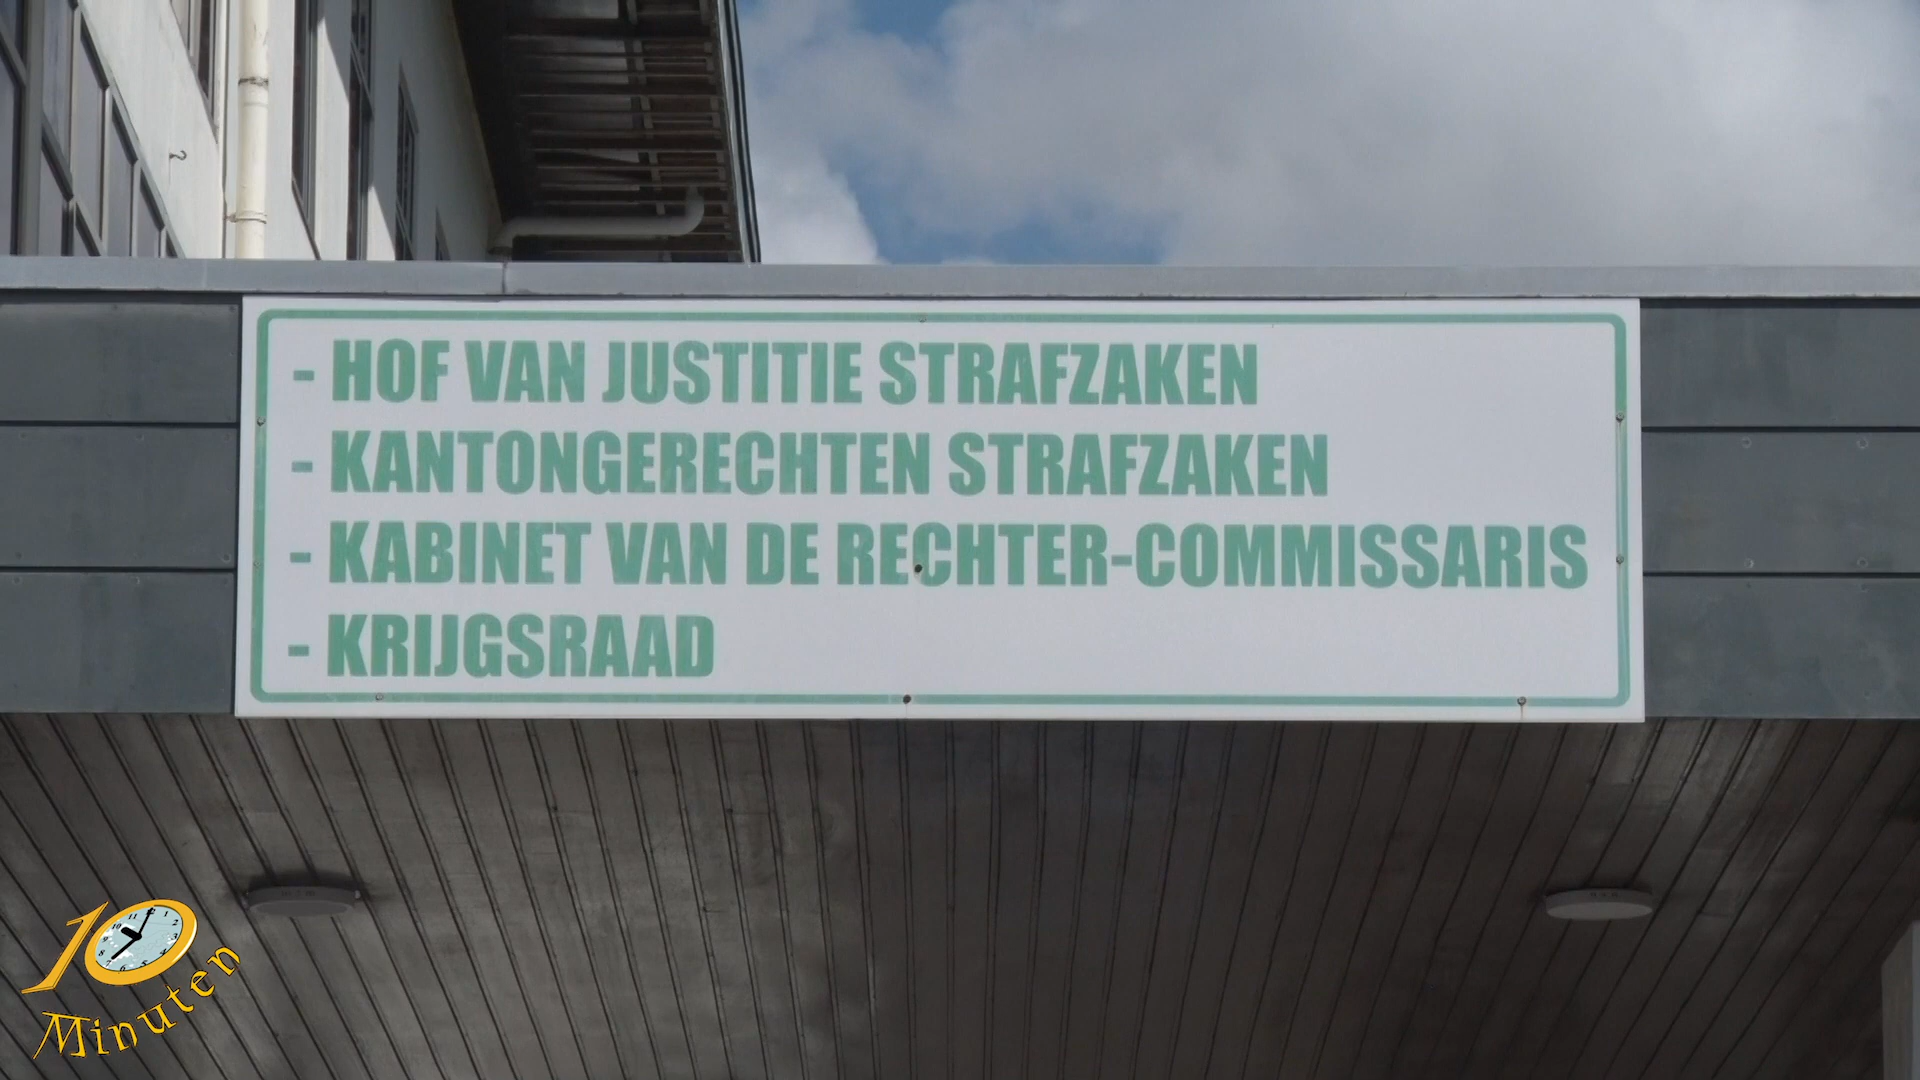 - HOF VAN JUSTITIE STRAFZAKEN
- KANTONGERECHTEN STRAFZAKEN
- KABINET VAN DE RECHTER-COMMISSARIS
- KRIJGSRAAD
10
Minuten